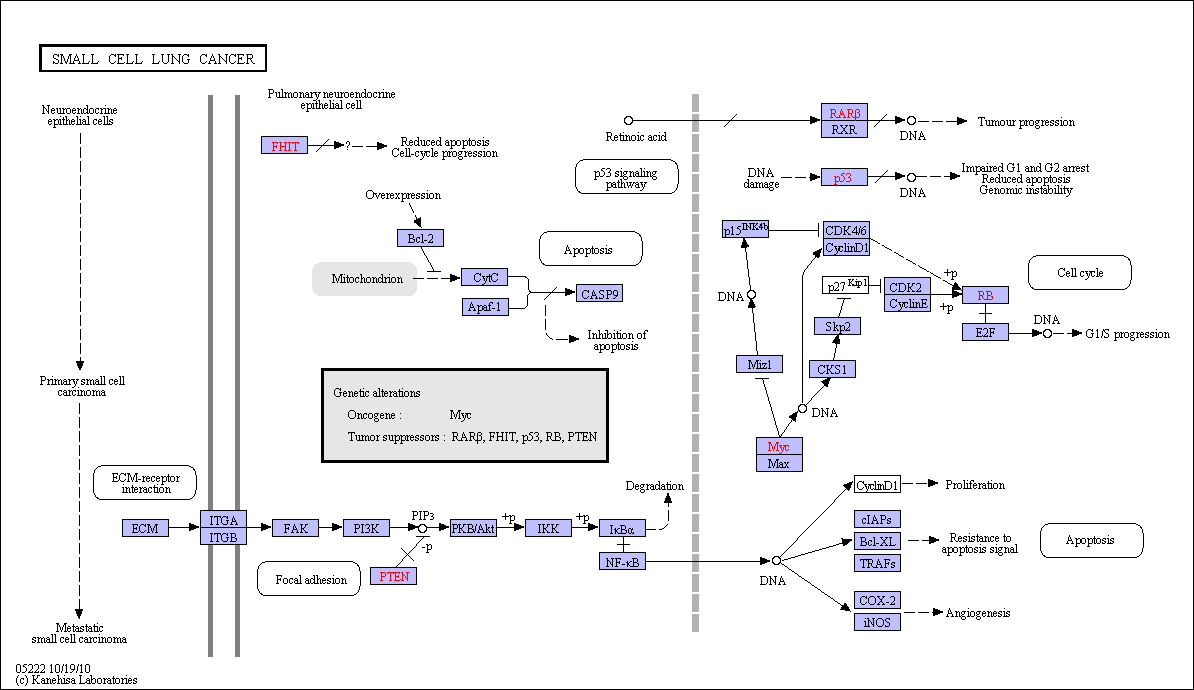 SMALL CELL LUNG CANCER
Neuroendocrine
epithelial cells
Primary small cell
carcinoma
Metastatic
small cell carcinoma
Pulmonary neuroendocrine
epithelial cell
FHIT
?
Reduced apoptosis
Cell-cycle progression
Overexpression
Bcl-2
Apoptosis
Mitochondrion
CytC
Apaf-1
CASP9
Inhibition of
apoptosis
Genetic alterations
Oncogene : Myc
Tumor suppressors : RARβ, FHIT, p53, RB, PTEN
ECM-receptor
interaction
ECM
ITGA
ITGB
FAK
PI3K
PIP3
-p
PTEN
Focal adhesion
PKB/Akt
+p
IKK
+p
IκBα
NF-κB
Degradation
Retinoic acid
RARβ
RXR
DNA
Tumour progression
p53 signaling
pathway
DNA
damage
p53
DNA
Impaired G1 and G2 arrest
Reduced apoptosis
Genomic instability
p15INK4b
CDK4/6
CyclinD1
+p
Cell cycle
DNA
p27Kip1
CDK2
CyclinE
+p
RB
E2F
DNA
G1/S progression
Skp2
Miz1
CKS1
DNA
Myc
Max
DNA
CyclinD1
Proliferation
cIAPs
Bcl-XL
TRAFs
Resistance to
apoptosis signal
Apoptosis
COX-2
iNOS
Angiogenesis
05222 10/19/10
(c) Kanehisa Laboratories